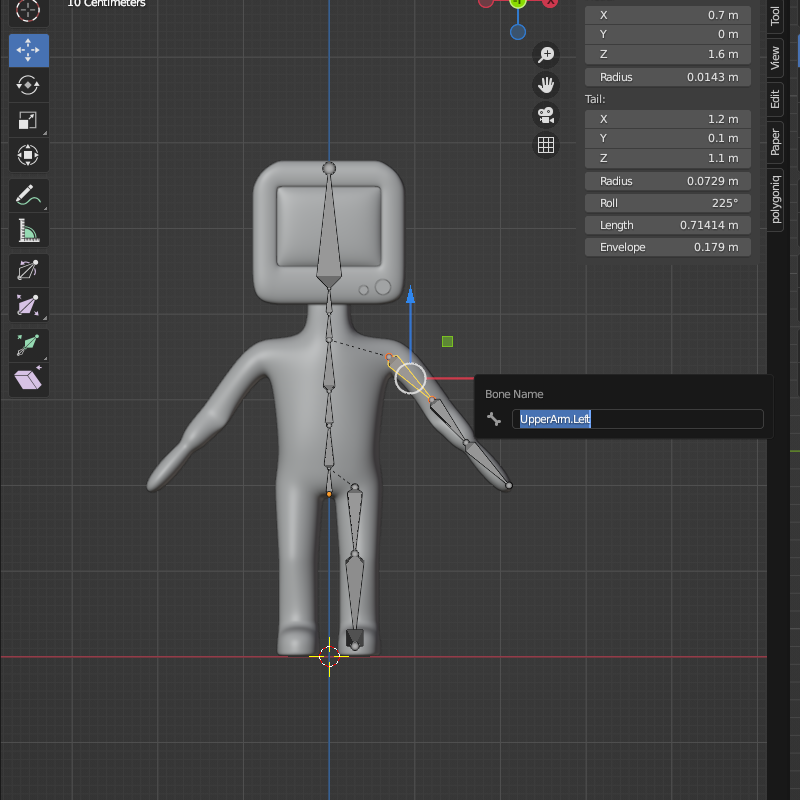 10 Centimeters
X
X 0.7 m
Y 0 m
Z 1.6 m
Radius 0.0143 m
Tail:
X 1.2 m
Y 0.1 m
Z 1.1 m
Radius 0.0729 m
Roll 225°
Length 0.71414 m
Envelope 0.179 m
Tool
View
Edit
Paper
polygoniq
Bone Name
UpperArm.Left